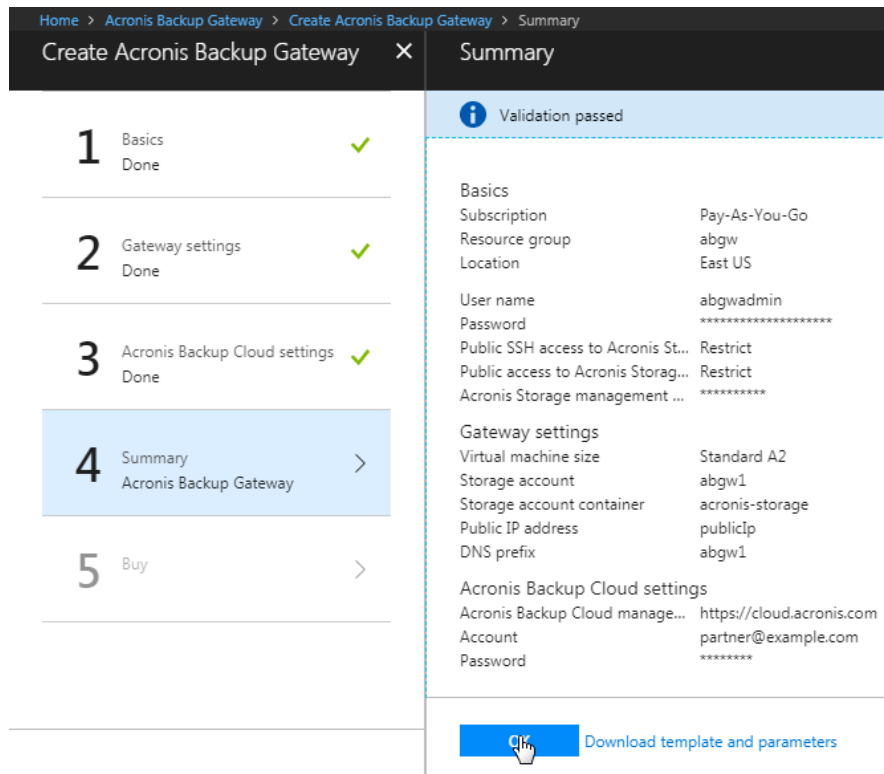 Home > Acronis Backup Gateway > Create Acronis Backup Gateway > Summary
Create Acronis Backup Gateway
Summary
Validation passed
1 Basics
Done
2 Gateway settings
Done
3 Acronis Backup Cloud settings
Done
4 Summary
Acronis Backup Gateway
5 Buy
Basics
Subscription Pay-As-You-Go
Resource group abgw
Location East US
User name abgwadmin
Password ********************
Public SSH access to Acronis St... Restrict
Public access to Acronis Storag... Restrict
Acronis Storage management ... **********
Gateway settings
Virtual machine size Standard A2
Storage account abgw1
Storage account container acronis-storage
Public IP address publicIp
DNS prefix abgw1
Acronis Backup Cloud settings
Acronis Backup Cloud manage... https://cloud.acronis.com
Account partner@example.com
Password ********
OK Download template and parameters